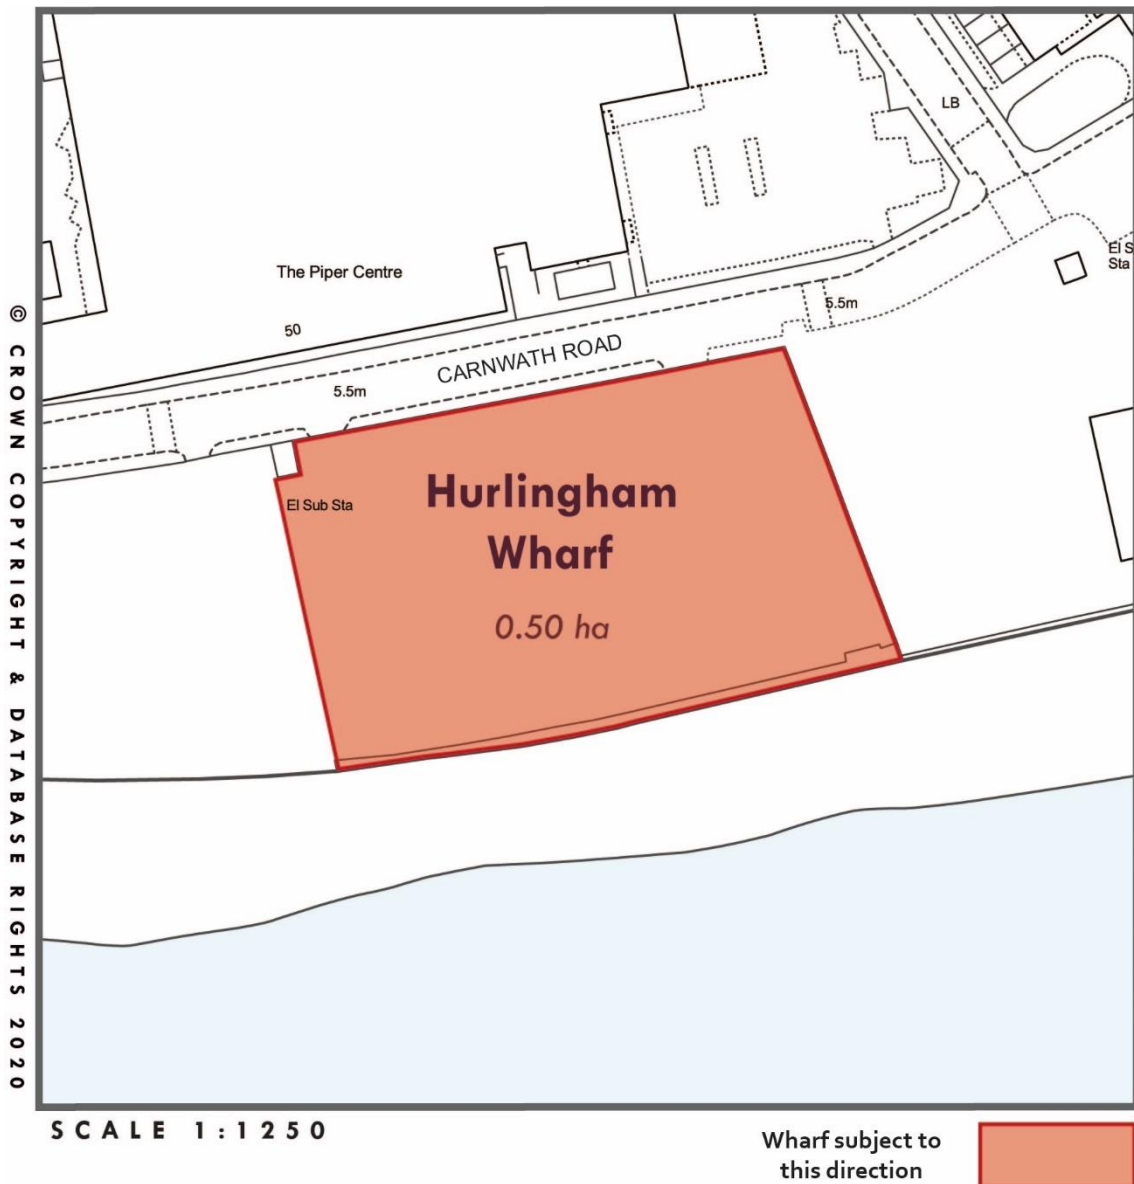 LB
El S
Sta
The Piper Centre
50
5.5m
CARNWATH ROAD
5.5m
El Sub Sta
Hurlingham
Wharf
0.50 ha
© CROWN COPYRIGHT & DATABASE RIGHTS 2020
SCALE 1:1250
Wharf subject to
this direction